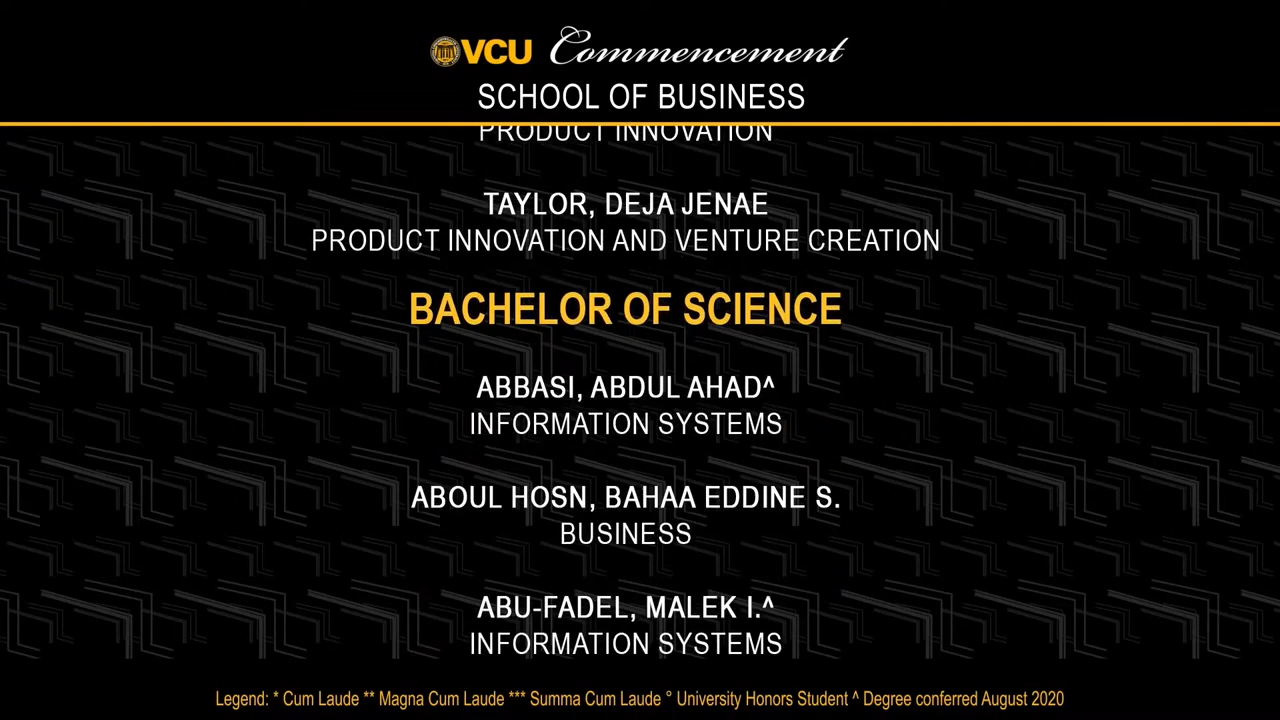 VCU Commencement
SCHOOL OF BUSINESS
PRODUCT INNOVATION
TAYLOR, DEJA JENAE
PRODUCT INNOVATION AND VENTURE CREATION
BACHELOR OF SCIENCE
ABBASI, ABDUL AHAD^
INFORMATION SYSTEMS
ABOUL HOSN, BAHAA EDDINE S.
BUSINESS
ABU-FADEL, MALEK I.^
INFORMATION SYSTEMS
Legend: * Cum Laude ** Magna Cum Laude *** Summa Cum Laude ° University Honors Student ^ Degree conferred August 2020